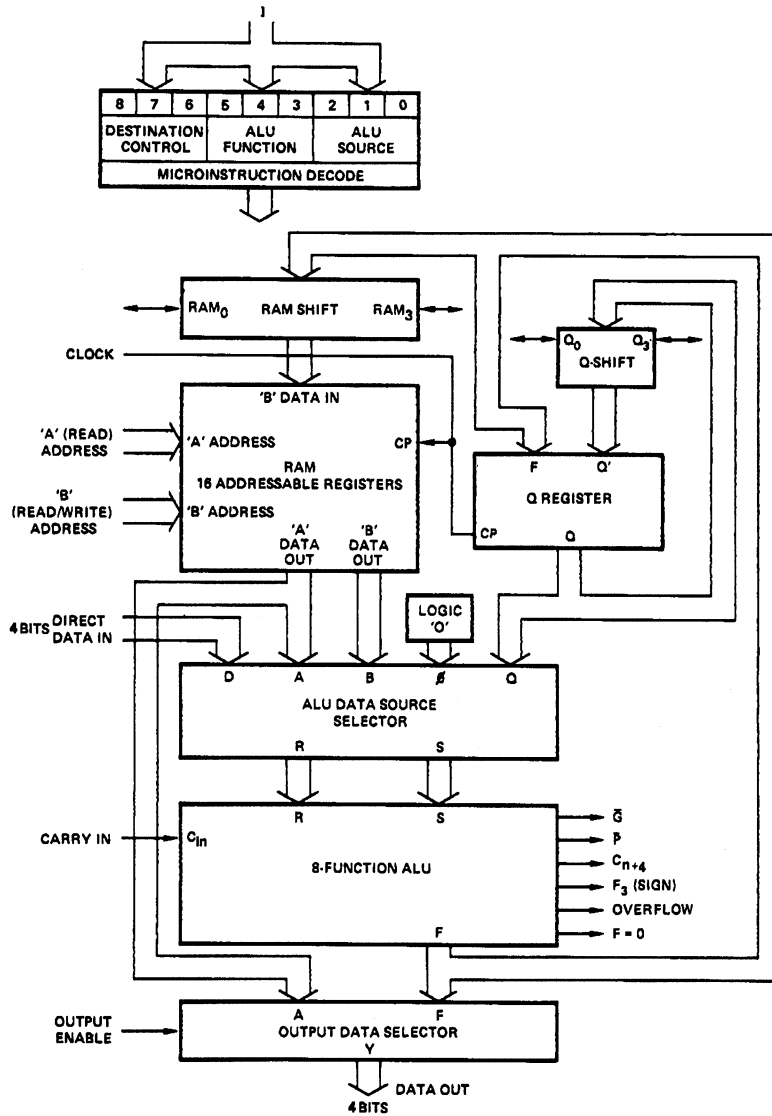 I
8 7 6 5 4 3 2 1 0
DESTINATION CONTROL
ALU FUNCTION
ALU SOURCE
MICROINSTRUCTION DECODE
RAM0 RAM SHIFT RAM3
Q0 Q3
Q-SHIFT
CLOCK
'B' DATA IN
'A' (READ) ADDRESS
'A' ADDRESS
CP
RAM
16 ADDRESSABLE REGISTERS
'B' (READ/WRITE) ADDRESS
'B' ADDRESS
'A' DATA OUT
'B' DATA OUT
F Q'
Q REGISTER
CP Q
4 BITS DIRECT DATA IN
LOGIC '0'
D A B ∅ Q
ALU DATA SOURCE
SELECTOR
R S
R S
CARRY IN
Cin
8-FUNCTION ALU
F
G̅
P̅
Cn+4
F3 (SIGN)
OVERFLOW
F = 0
OUTPUT ENABLE
A F
OUTPUT DATA SELECTOR
Y
DATA OUT
4 BITS